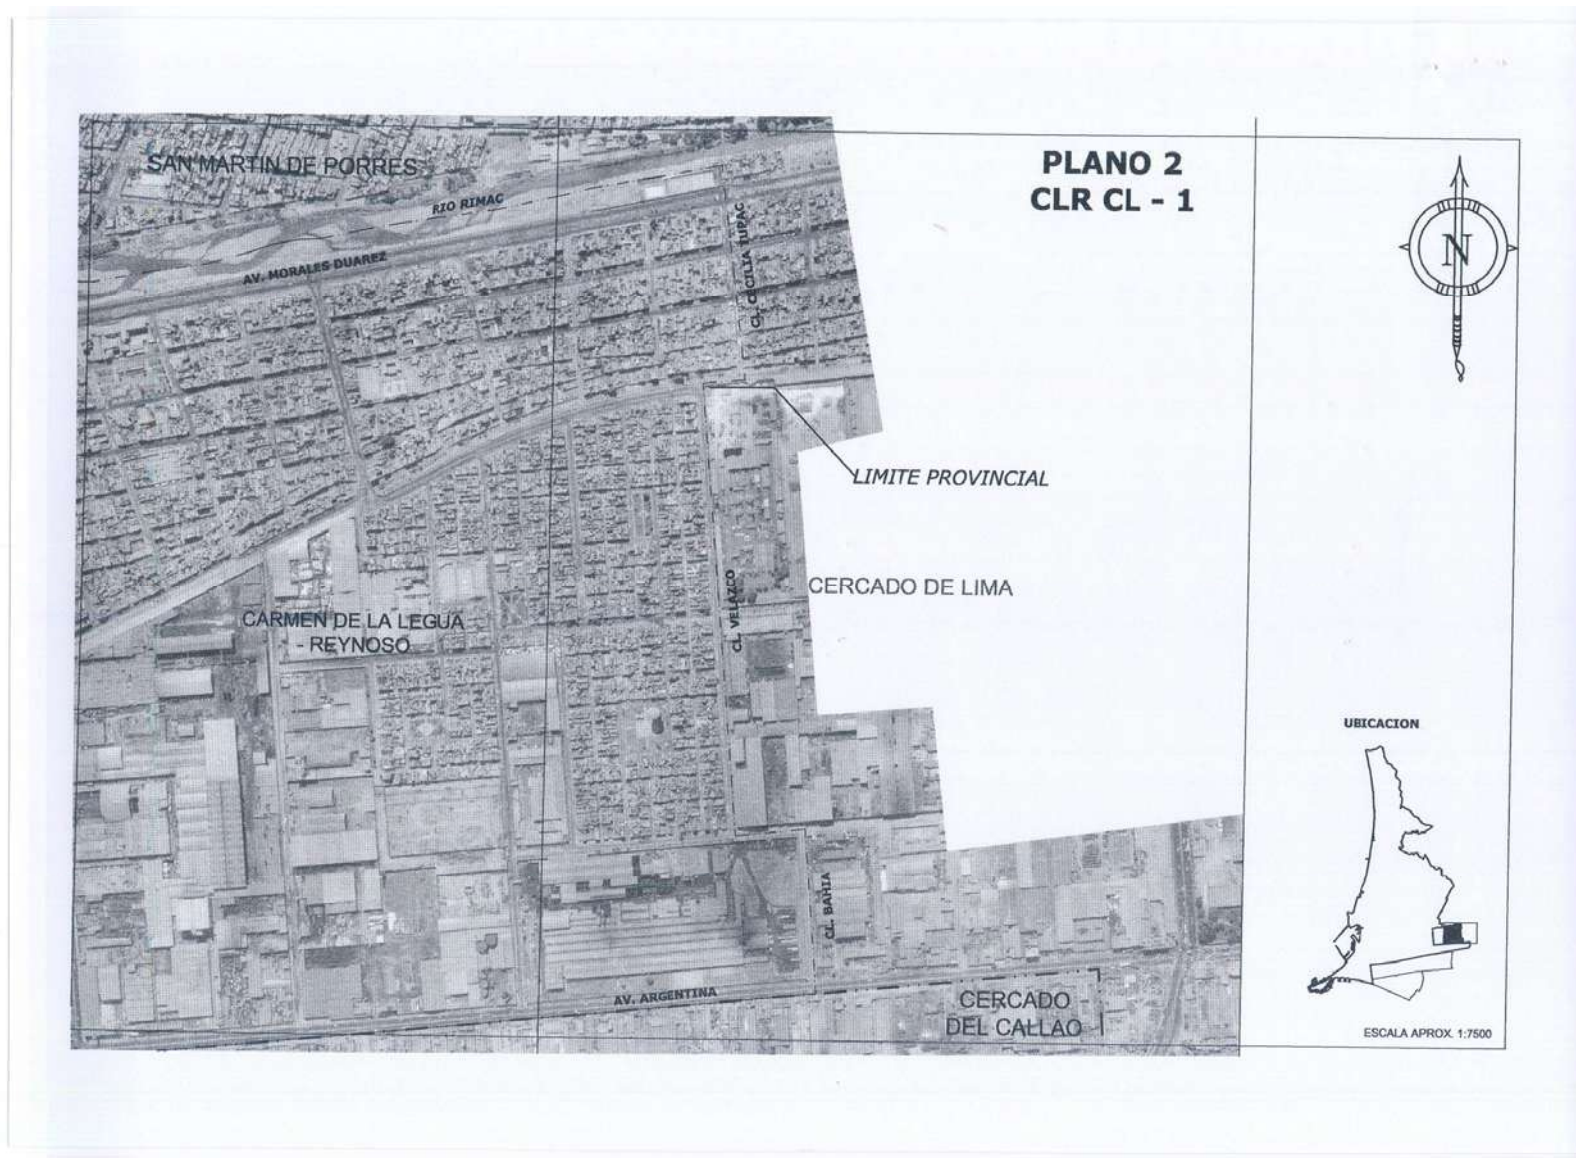 PLANO 2
CLR CL - 1
SAN MARTIN DE PORRES
RIO RIMAC
AV. MORALES DUAREZ
CL. CECILIA TUPAC
N
LIMITE PROVINCIAL
CERCADO DE LIMA
CL. VELAZCO
CARMEN DE LA LEGUA
- REYNOSO
UBICACION
CL. BAHIA
AV. ARGENTINA
CERCADO
DEL CALLAO
ESCALA APROX. 1:7500